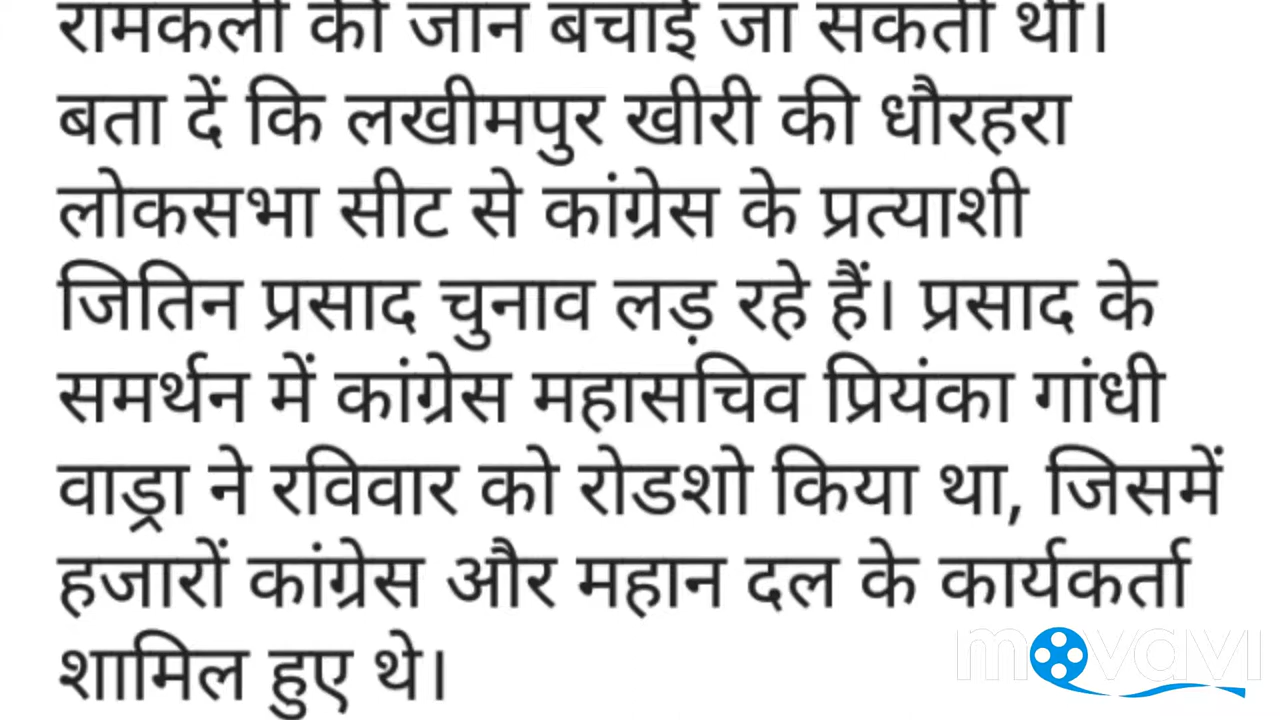 रामकली की जान बचाई जा सकती थी।
बता दें कि लखीमपुर खीरी की धौरहरा
लोकसभा सीट से कांग्रेस के प्रत्याशी
जितिन प्रसाद चुनाव लड़ रहे हैं। प्रसाद के
समर्थन में कांग्रेस महासचिव प्रियंका गांधी
वाड्रा ने रविवार को रोडशो किया था, जिसमें
हजारों कांग्रेस और महान दल के कार्यकर्ता
शामिल हुए थे।
movavi